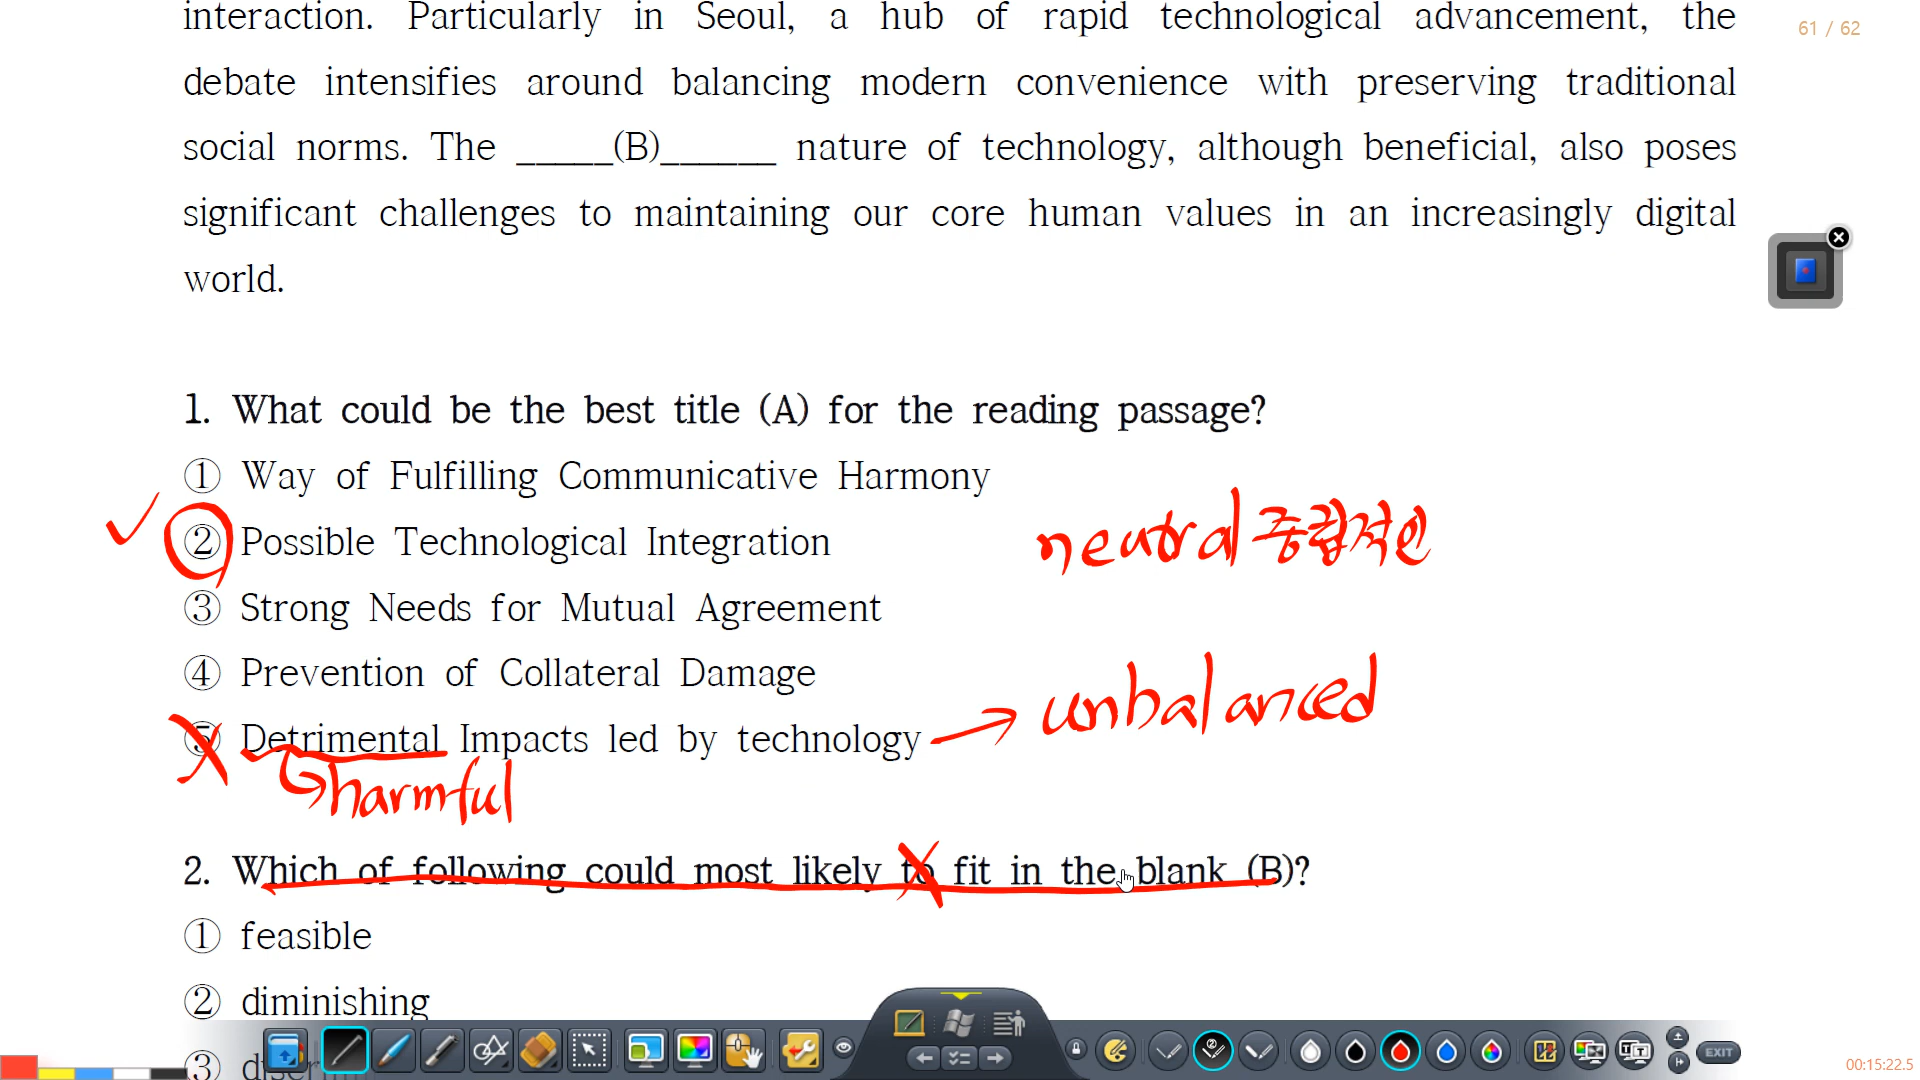 interaction. Particularly in Seoul, a hub of rapid technological advancement, the
61 / 62
debate intensifies around balancing modern convenience with preserving traditional
social norms. The _____(B)______ nature of technology, although beneficial, also poses
significant challenges to maintaining our core human values in an increasingly digital
world.
1. What could be the best title (A) for the reading passage?
① Way of Fulfilling Communicative Harmony
② Possible Technological Integration
neutral 중립적인
③ Strong Needs for Mutual Agreement
④ Prevention of Collateral Damage
unbalanced
⑤ Detrimental Impacts led by technology
harmful
2. Which of following could most likely to fit in the blank (B)?
① feasible
② diminishing
③
EXIT
00:15:22.5